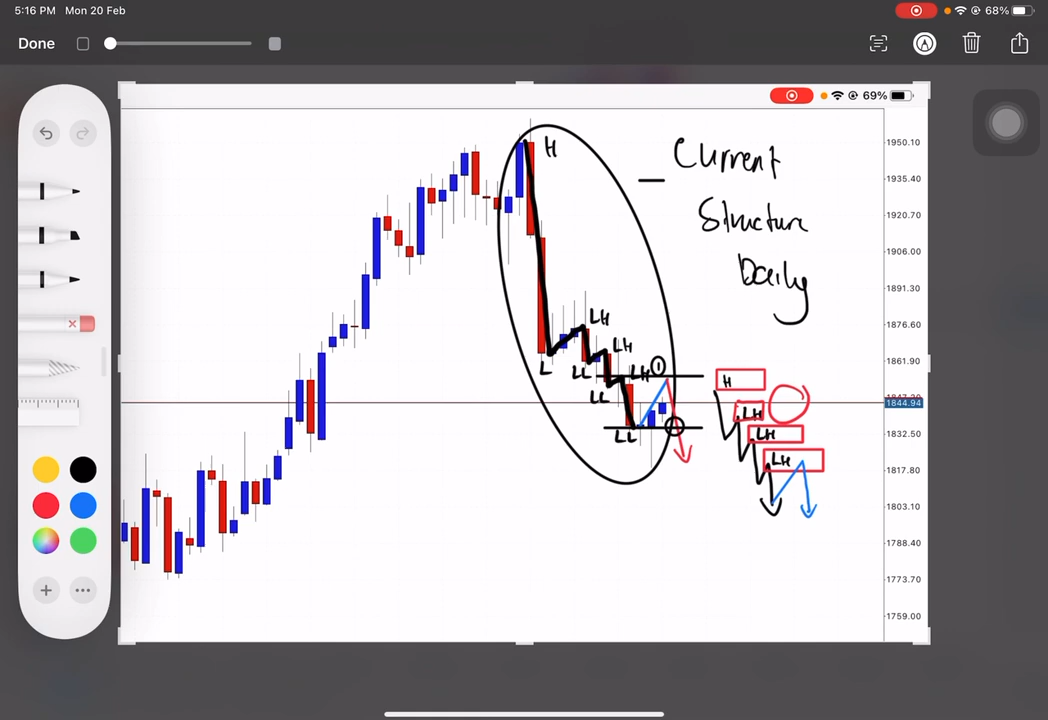 5:16 PM Mon 20 Feb
68%
Done
69%
1950.10
H
Current
1935.40
Structure
1920.70
1906.00
Daily
1891.30
LH
1876.60
LH
L
LL
1861.90
LH
1
H
LL
1844.94
LH
LL
LH
1832.50
LH
1817.80
1803.10
1788.40
1773.70
1759.00